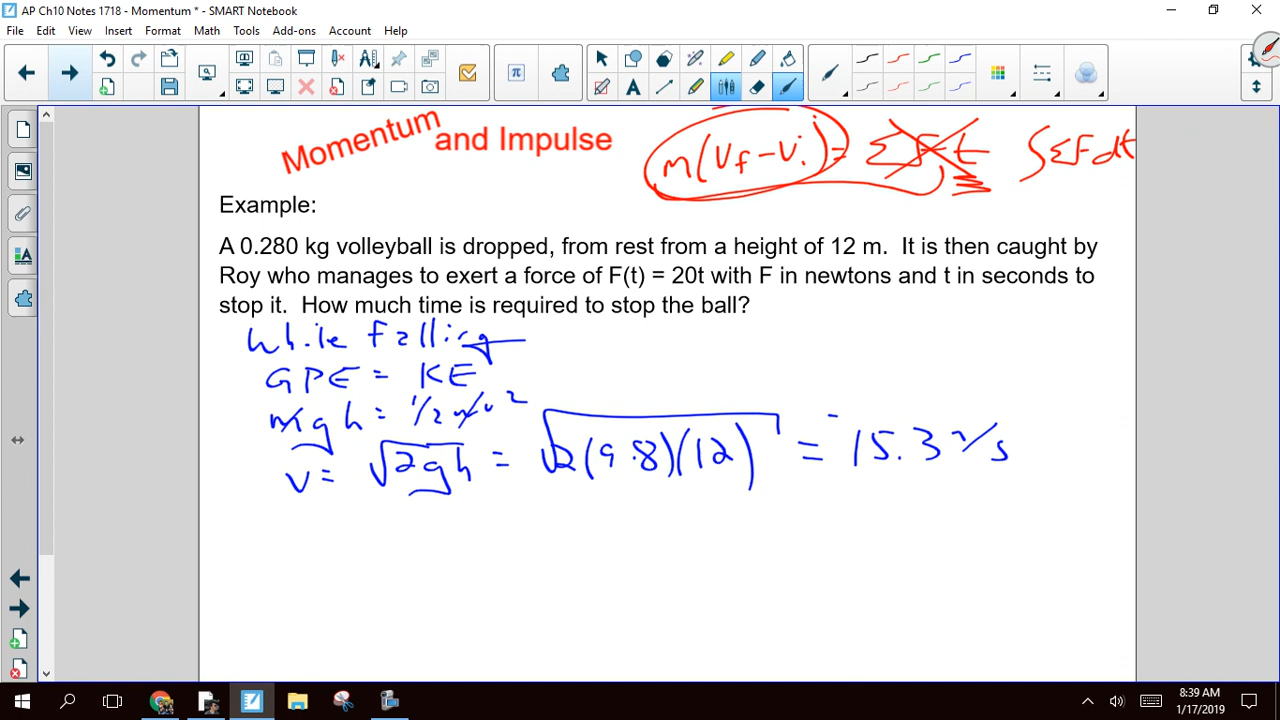 AP Ch10 Notes 1718 - Momentum * - SMART Notebook
File Edit View Insert Format Math Tools Add-ons Account Help
Momentum and Impulse
m(Vf - Vi) = ΣFt ∫ΣF dt
Example:
A 0.280 kg volleyball is dropped, from rest from a height of 12 m. It is then caught by
Roy who manages to exert a force of F(t) = 20t with F in newtons and t in seconds to
stop it. How much time is required to stop the ball?
While falling
GPE = KE
mgh = 1/2 mv²
v = √2gh = √2(9.8)(12) = 15.3 m/s
8:39 AM
1/17/2019